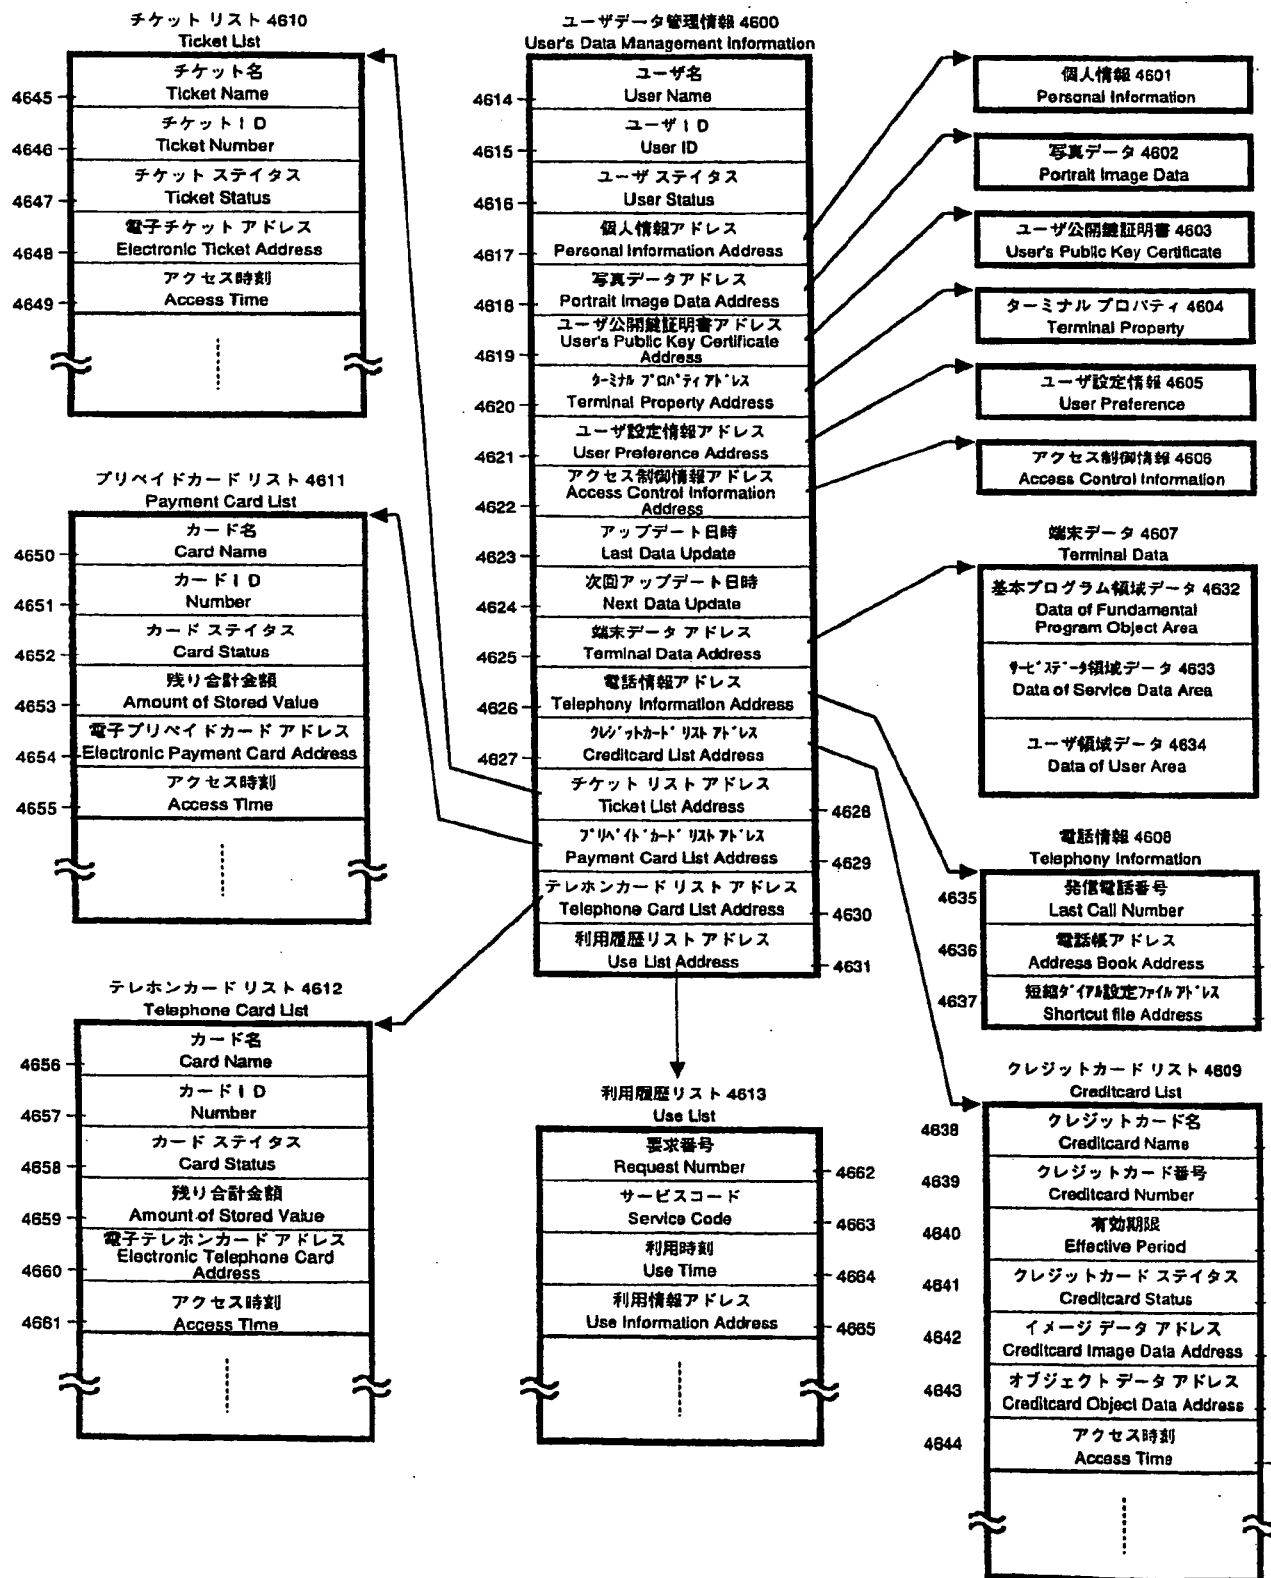 チケット リスト 4610
Ticket List
チケット名
Ticket Name
4645
チケットID
Ticket Number
4646
チケット ステイタス
Ticket Status
4647
電子チケット アドレス
Electronic Ticket Address
4648
アクセス時刻
Access Time
4649
プリペイドカード リスト 4611
Payment Card List
カード名
Card Name
4650
カードID
Number
4651
カード ステイタス
Card Status
4652
残り合計金額
Amount of Stored Value
4653
電子プリペイドカード アドレス
Electronic Payment Card Address
4654
アクセス時刻
Access Time
4655
テレホンカード リスト 4612
Telephone Card List
カード名
Card Name
4656
カードID
Number
4657
カード ステイタス
Card Status
4658
残り合計金額
Amount of Stored Value
4659
電子テレホンカード アドレス
Electronic Telephone Card
Address
4660
アクセス時刻
Access Time
4661
ユーザデータ管理情報 4600
User's Data Management Information
ユーザ名
User Name
4614
ユーザID
User ID
4615
ユーザ ステイタス
User Status
4616
個人情報アドレス
Personal Information Address
4617
写真データアドレス
Portrait Image Data Address
4618
ユーザ公開鍵証明書アドレス
User's Public Key Certificate
Address
4619
ターミナル プロパティ アドレス
Terminal Property Address
4620
ユーザ設定情報アドレス
User Preference Address
4621
アクセス制御情報アドレス
Access Control Information
Address
4622
アップデート日時
Last Data Update
4623
次回アップデート日時
Next Data Update
4624
端末データ アドレス
Terminal Data Address
4625
電話情報アドレス
Telephony Information Address
4626
クレジットカード リスト アドレス
Creditcard List Address
4627
チケット リスト アドレス
Ticket List Address
4628
プリペイドカード リスト アドレス
Payment Card List Address
4629
テレホンカード リスト アドレス
Telephone Card List Address
4630
利用履歴リスト アドレス
Use List Address
4631
利用履歴リスト 4613
Use List
要求番号
Request Number
4662
サービスコード
Service Code
4663
利用時刻
Use Time
4664
利用情報アドレス
Use Information Address
4665
個人情報 4601
Personal Information
写真データ 4602
Portrait Image Data
ユーザ公開鍵証明書 4603
User's Public Key Certificate
ターミナル プロパティ 4604
Terminal Property
ユーザ設定情報 4605
User Preference
アクセス制御情報 4606
Access Control Information
端末データ 4607
Terminal Data
基本プログラム領域データ 4632
Data of Fundamental
Program Object Area
サービスデータ領域データ 4633
Data of Service Data Area
ユーザ領域データ 4634
Data of User Area
電話情報 4608
Telephony Information
発信電話番号
4635
Last Call Number
電話帳アドレス
4636
Address Book Address
短縮ダイアル設定ファイル アドレス
4637
Shortcut file Address
クレジットカード リスト 4609
Creditcard List
クレジットカード名
4638
Creditcard Name
クレジットカード番号
4639
Creditcard Number
有効期限
4640
Effective Period
クレジットカード ステイタス
4641
Creditcard Status
イメージ データ アドレス
4642
Creditcard Image Data Address
オブジェクト データ アドレス
4643
Creditcard Object Data Address
アクセス時刻
4644
Access Time